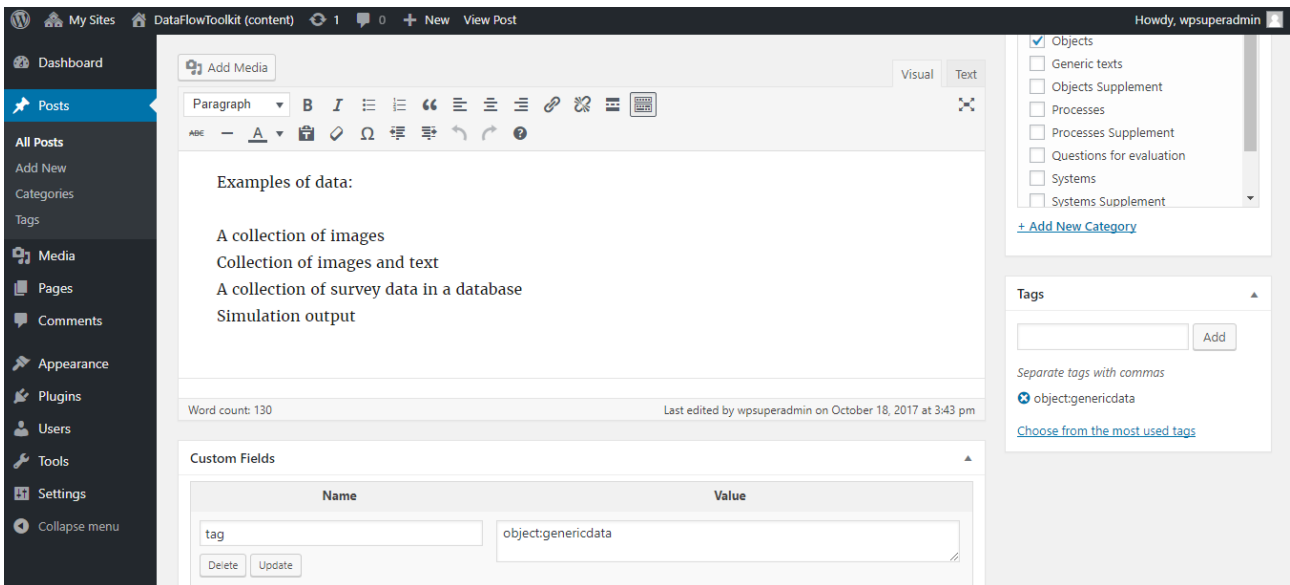 My Sites DataFlowToolkit (content) 1 0 New View Post Howdy, wpsuperadmin
Dashboard
Posts
All Posts
Add New
Categories
Tags
Media
Pages
Comments
Appearance
Plugins
Users
Tools
Settings
Collapse menu
Add Media
Visual Text
Paragraph B I
ABE A Ω
Examples of data:
A collection of images
Collection of images and text
A collection of survey data in a database
Simulation output
Word count: 130 Last edited by wpsuperadmin on October 18, 2017 at 3:43 pm
Custom Fields
Name Value
tag object:genericdata
Delete Update
Objects
Generic texts
Objects Supplement
Processes
Processes Supplement
Questions for evaluation
Systems
Systems Supplement
+ Add New Category
Tags
Add
Separate tags with commas
object:genericdata
Choose from the most used tags